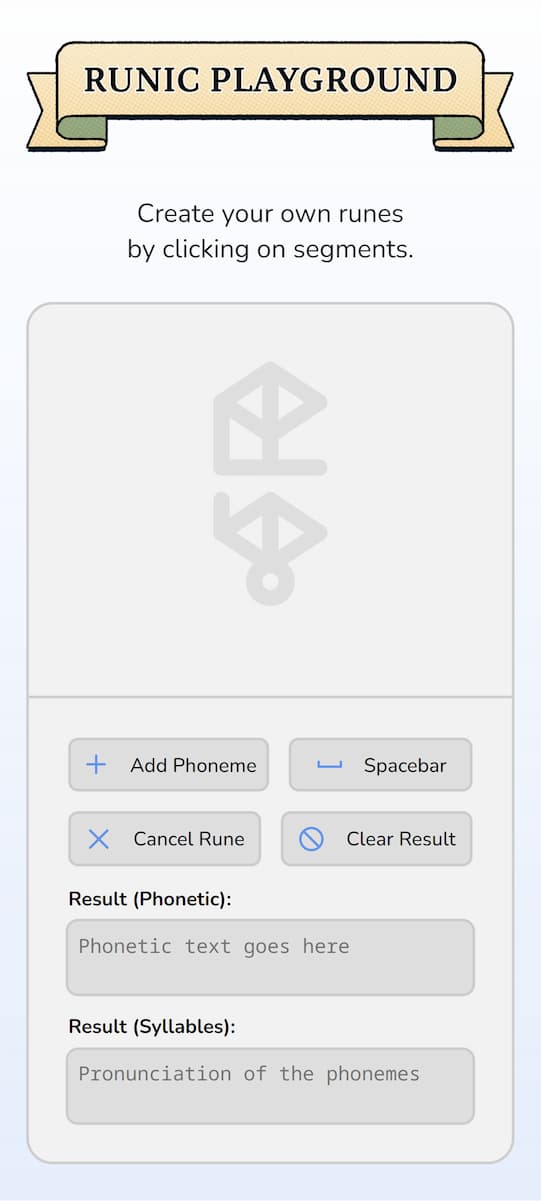 RUNIC PLAYGROUND
Create your own runes
by clicking on segments.
Add Phoneme
Spacebar
Cancel Rune
Clear Result
Result (Phonetic):
Phonetic text goes here
Result (Syllables):
Pronunciation of the phonemes